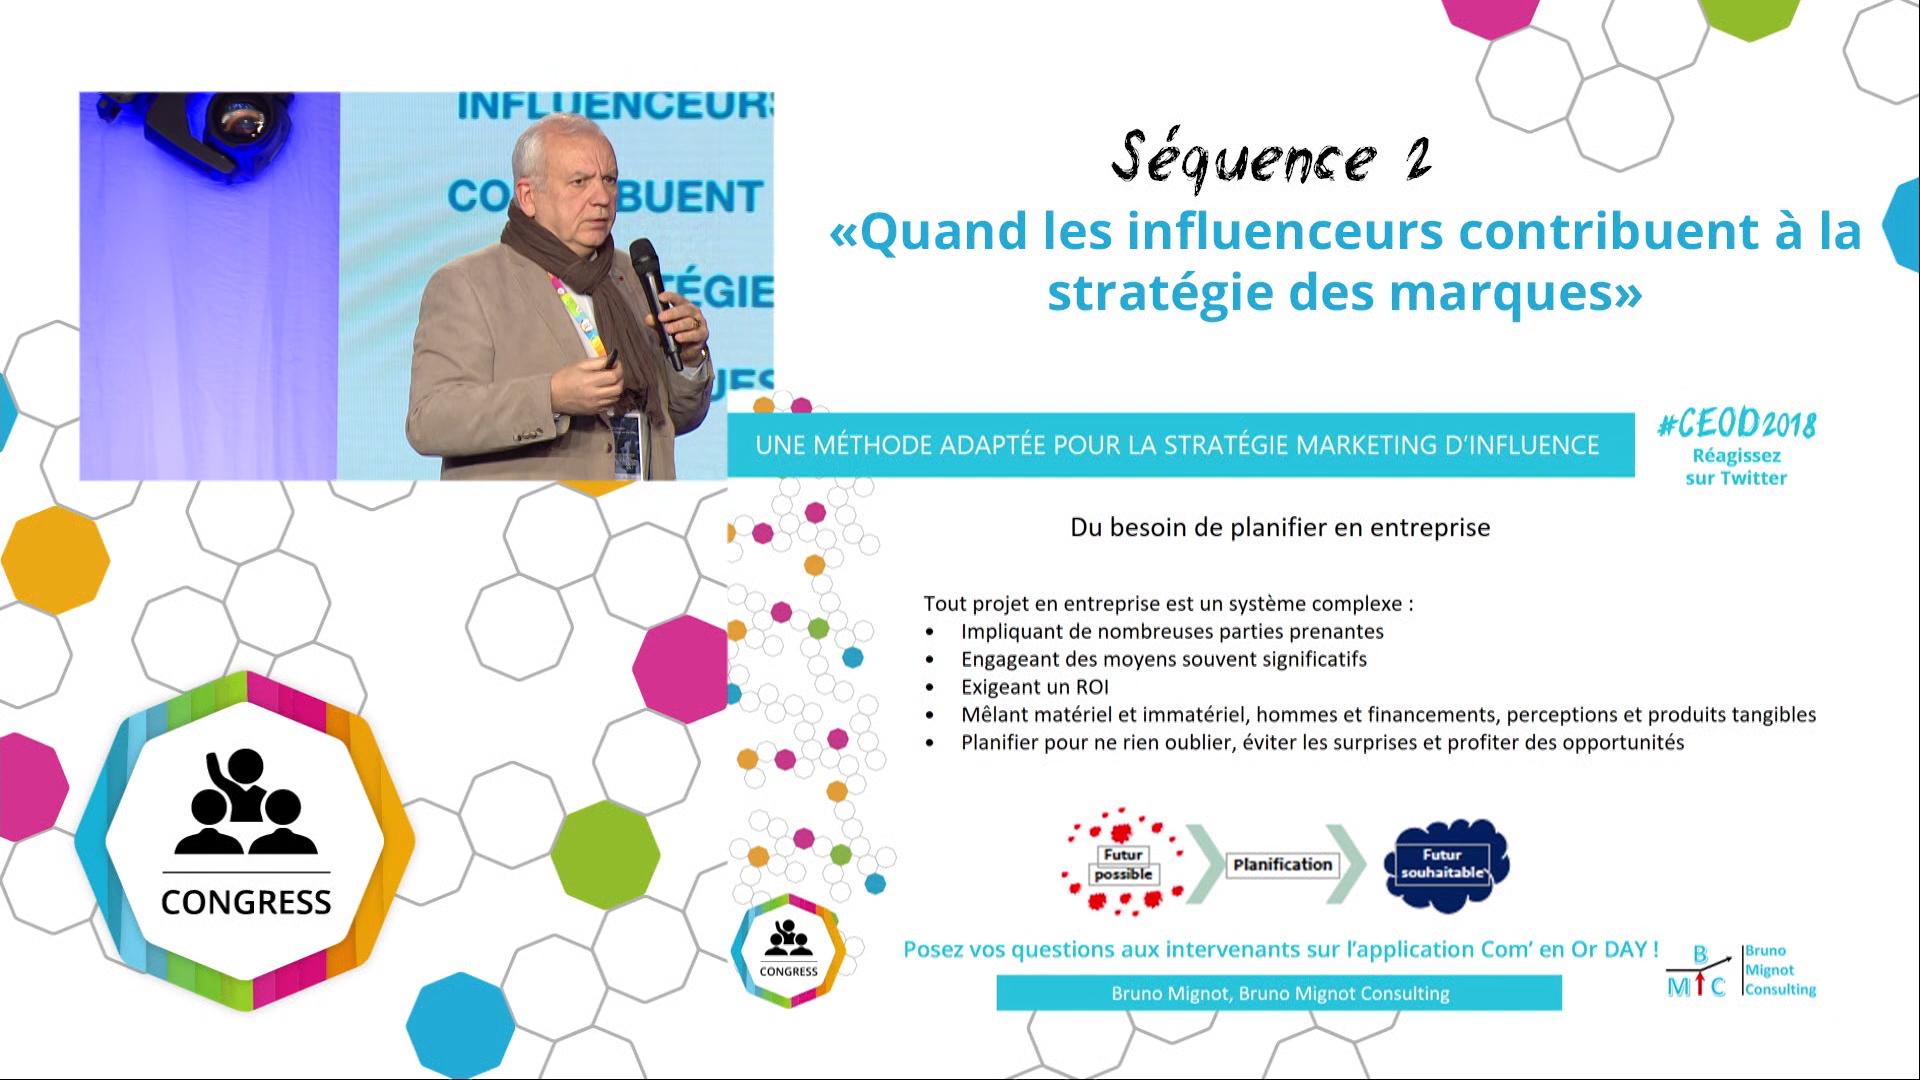 INFLUENCEURS
CO BUENT
TÉGIE
UES
Séquence 2
«Quand les influenceurs contribuent à la
stratégie des marques»
UNE MÉTHODE ADAPTÉE POUR LA STRATÉGIE MARKETING D'INFLUENCE
#CEOD2018
Réagissez
sur Twitter
Du besoin de planifier en entreprise
Tout projet en entreprise est un système complexe :
• Impliquant de nombreuses parties prenantes
• Engageant des moyens souvent significatifs
• Exigeant un ROI
• Mêlant matériel et immatériel, hommes et financements, perceptions et produits tangibles
• Planifier pour ne rien oublier, éviter les surprises et profiter des opportunités
Futur
possible
Planification
Futur
souhaitable
CONGRESS
CONGRESS
Posez vos questions aux intervenants sur l'application Com' en Or DAY !
Bruno Mignot, Bruno Mignot Consulting
B
M C
Bruno
Mignot
Consulting